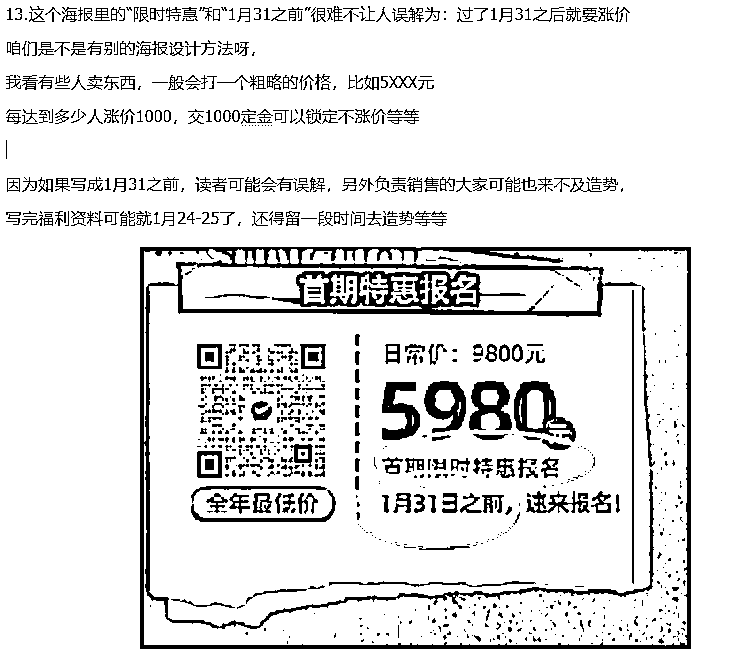 13.这个海报里的“限时特惠”和“1月31之前”很难不让人误解为：过了1月31之后就要涨价
咱们是不是有别的海报设计方法呀，
我看有些人卖东西，一般会打一个粗略的价格，比如5XXX元
每达到多少人涨价1000，交1000定金可以锁定不涨价等等
因为如果写成1月31之前，读者可能会有误解，另外负责销售的大家可能也来不及造势，
写完福利资料可能就1月24-25了，还得留一段时间去造势等等
首期特惠报名
日常价：9800元
5980
首期限时特惠报名
全年最低价
1月31日之前，速来报名！